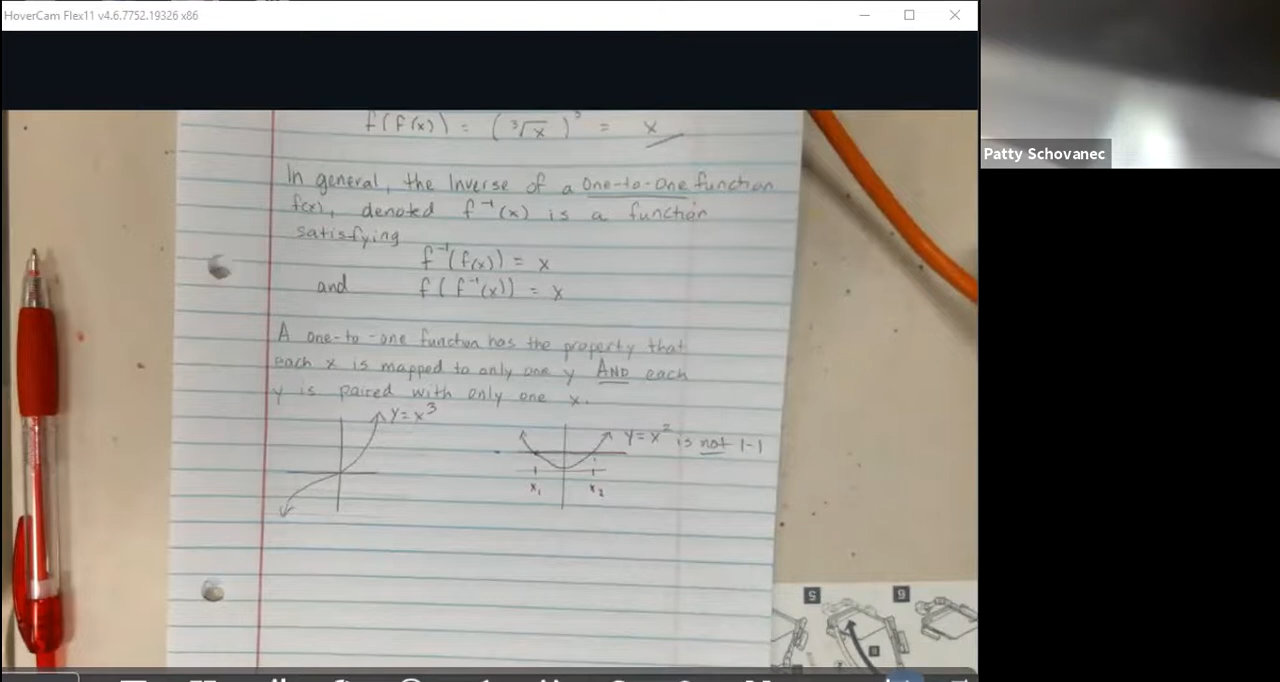 HoverCam Flex11 v4.6.7752.19326 x86
Patty Schovanec
f(f(x)) = (∛x)³ = x
In general, the Inverse of a One-to-One function
f(x), denoted f⁻¹(x) is a function
satisfying
f⁻¹(f(x)) = x
and f(f⁻¹(x)) = x
A one-to-one function has the property that
each x is mapped to only one y AND each
y is paired with only one x.
y=x³
y=x² is not 1-1
x₁ x₂
5 6